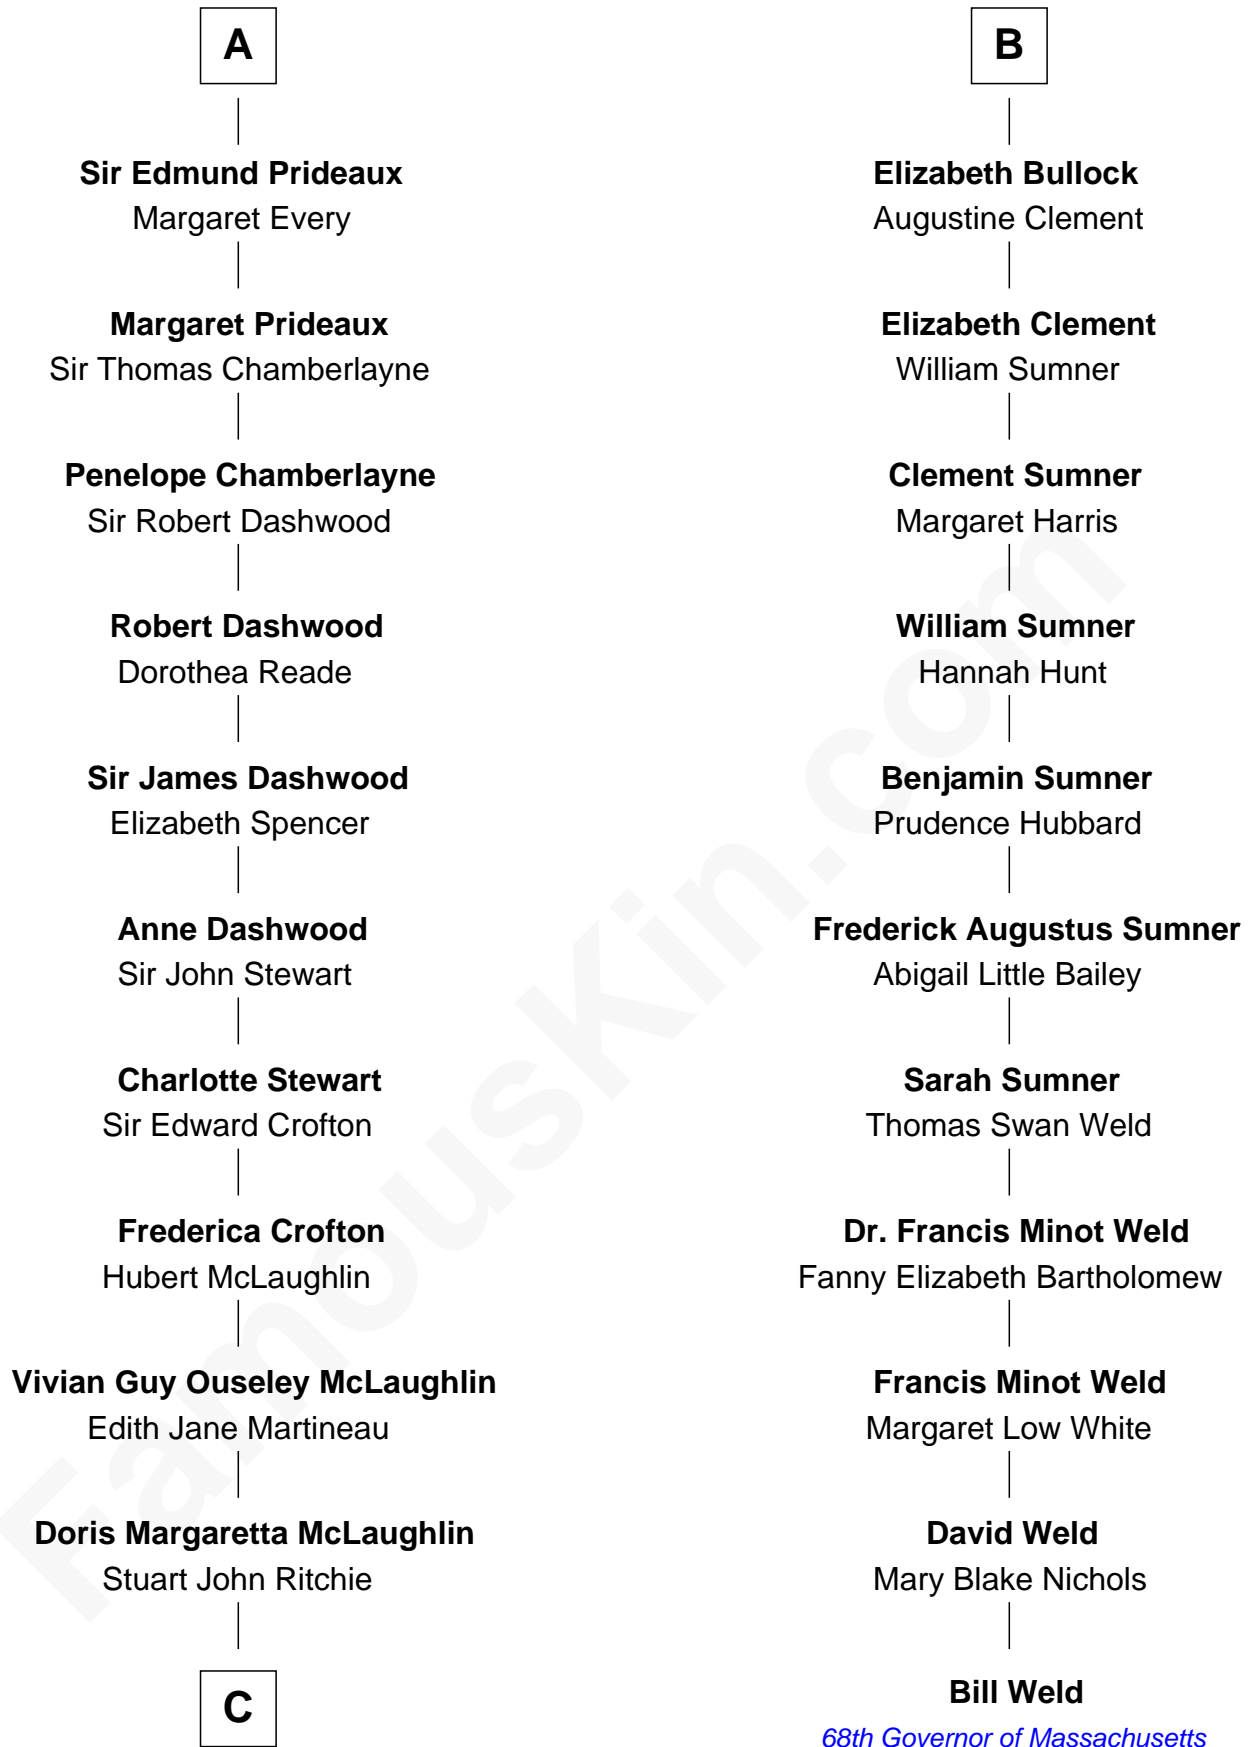 A
Sir Edmund Prideaux
Margaret Every
Margaret Prideaux
Sir Thomas Chamberlayne
Penelope Chamberlayne
Sir Robert Dashwood
Robert Dashwood
Dorothea Reade
Sir James Dashwood
Elizabeth Spencer
Anne Dashwood
Sir John Stewart
Charlotte Stewart
Sir Edward Crofton
Frederica Crofton
Hubert McLaughlin
Vivian Guy Ouseley McLaughlin
Edith Jane Martineau
Doris Margaretta McLaughlin
Stuart John Ritchie
C
B
Elizabeth Bullock
Augustine Clement
Elizabeth Clement
William Sumner
Clement Sumner
Margaret Harris
William Sumner
Hannah Hunt
Benjamin Sumner
Prudence Hubbard
Frederick Augustus Sumner
Abigail Little Bailey
Sarah Sumner
Thomas Swan Weld
Dr. Francis Minot Weld
Fanny Elizabeth Bartholomew
Francis Minot Weld
Margaret Low White
David Weld
Mary Blake Nichols
Bill Weld
68th Governor of Massachusetts
FamousKin.com